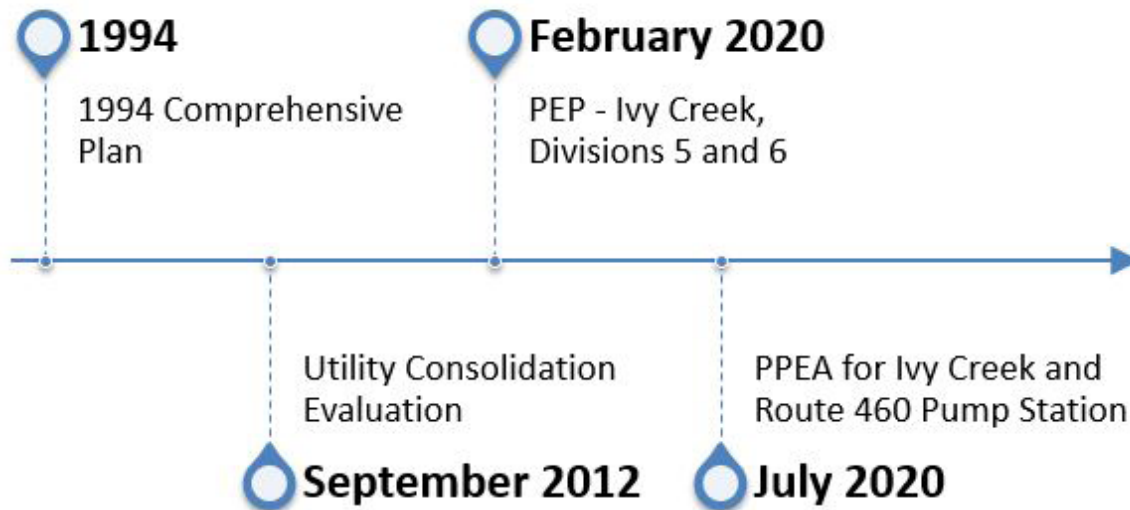 1994
1994 Comprehensive
Plan
February 2020
PEP - Ivy Creek,
Divisions 5 and 6
Utility Consolidation
Evaluation
September 2012
PPEA for Ivy Creek and
Route 460 Pump Station
July 2020